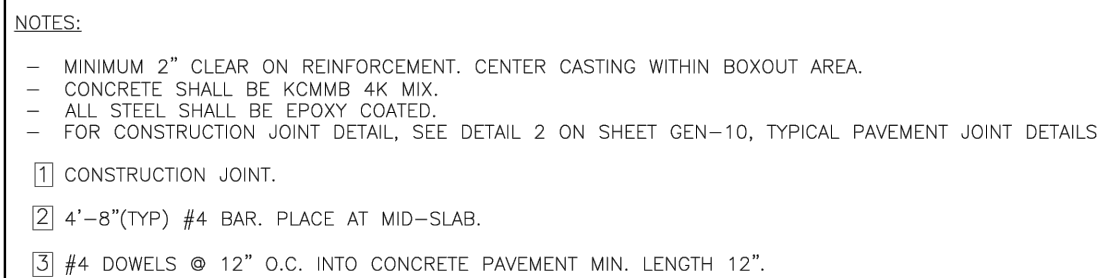 NOTES:
– MINIMUM 2" CLEAR ON REINFORCEMENT. CENTER CASTING WITHIN BOXOUT AREA.
– CONCRETE SHALL BE KCMMB 4K MIX.
– ALL STEEL SHALL BE EPOXY COATED.
– FOR CONSTRUCTION JOINT DETAIL, SEE DETAIL 2 ON SHEET GEN–10, TYPICAL PAVEMENT JOINT DETAILS
1 CONSTRUCTION JOINT.
2 4'–8"(TYP) #4 BAR. PLACE AT MID–SLAB.
3 #4 DOWELS @ 12" O.C. INTO CONCRETE PAVEMENT MIN. LENGTH 12".